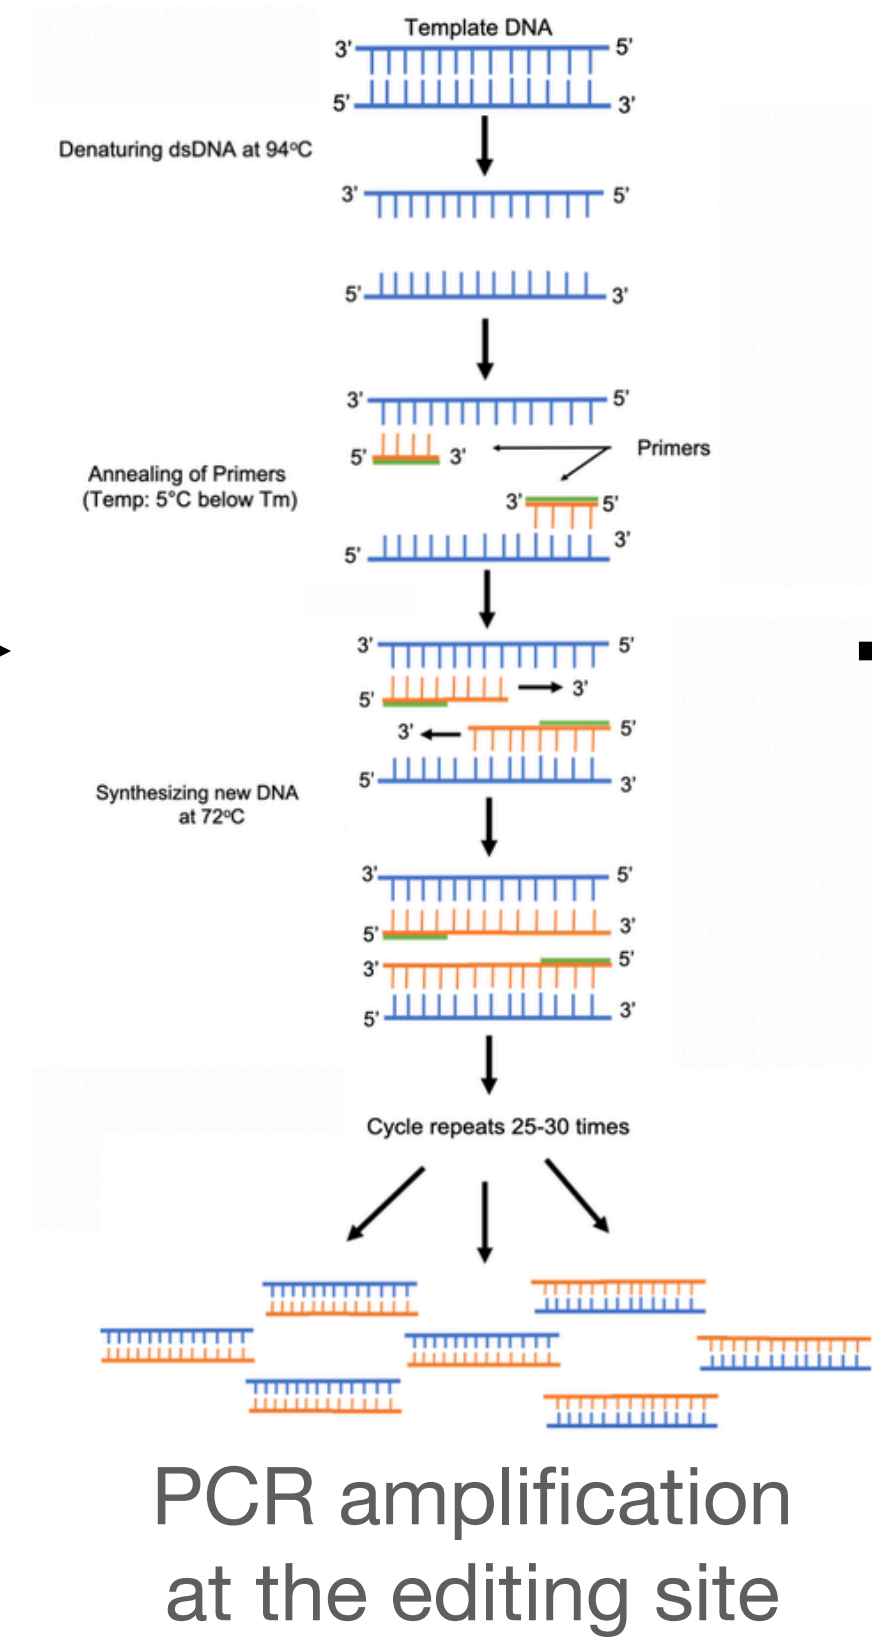 Template DNA
3' 5'
5' 3'
Denaturing dsDNA at 94ºC
3' 5'
5' 3'
3' 5'
5' 3'
Primers
Annealing of Primers
(Temp: 5°C below Tm)
3' 5'
5' 3'
3' 5'
5' 3'
3' 5'
5' 3'
Synthesizing new DNA
at 72ºC
3' 5'
5' 3'
3' 5'
5' 3'
Cycle repeats 25-30 times
PCR amplification
at the editing site